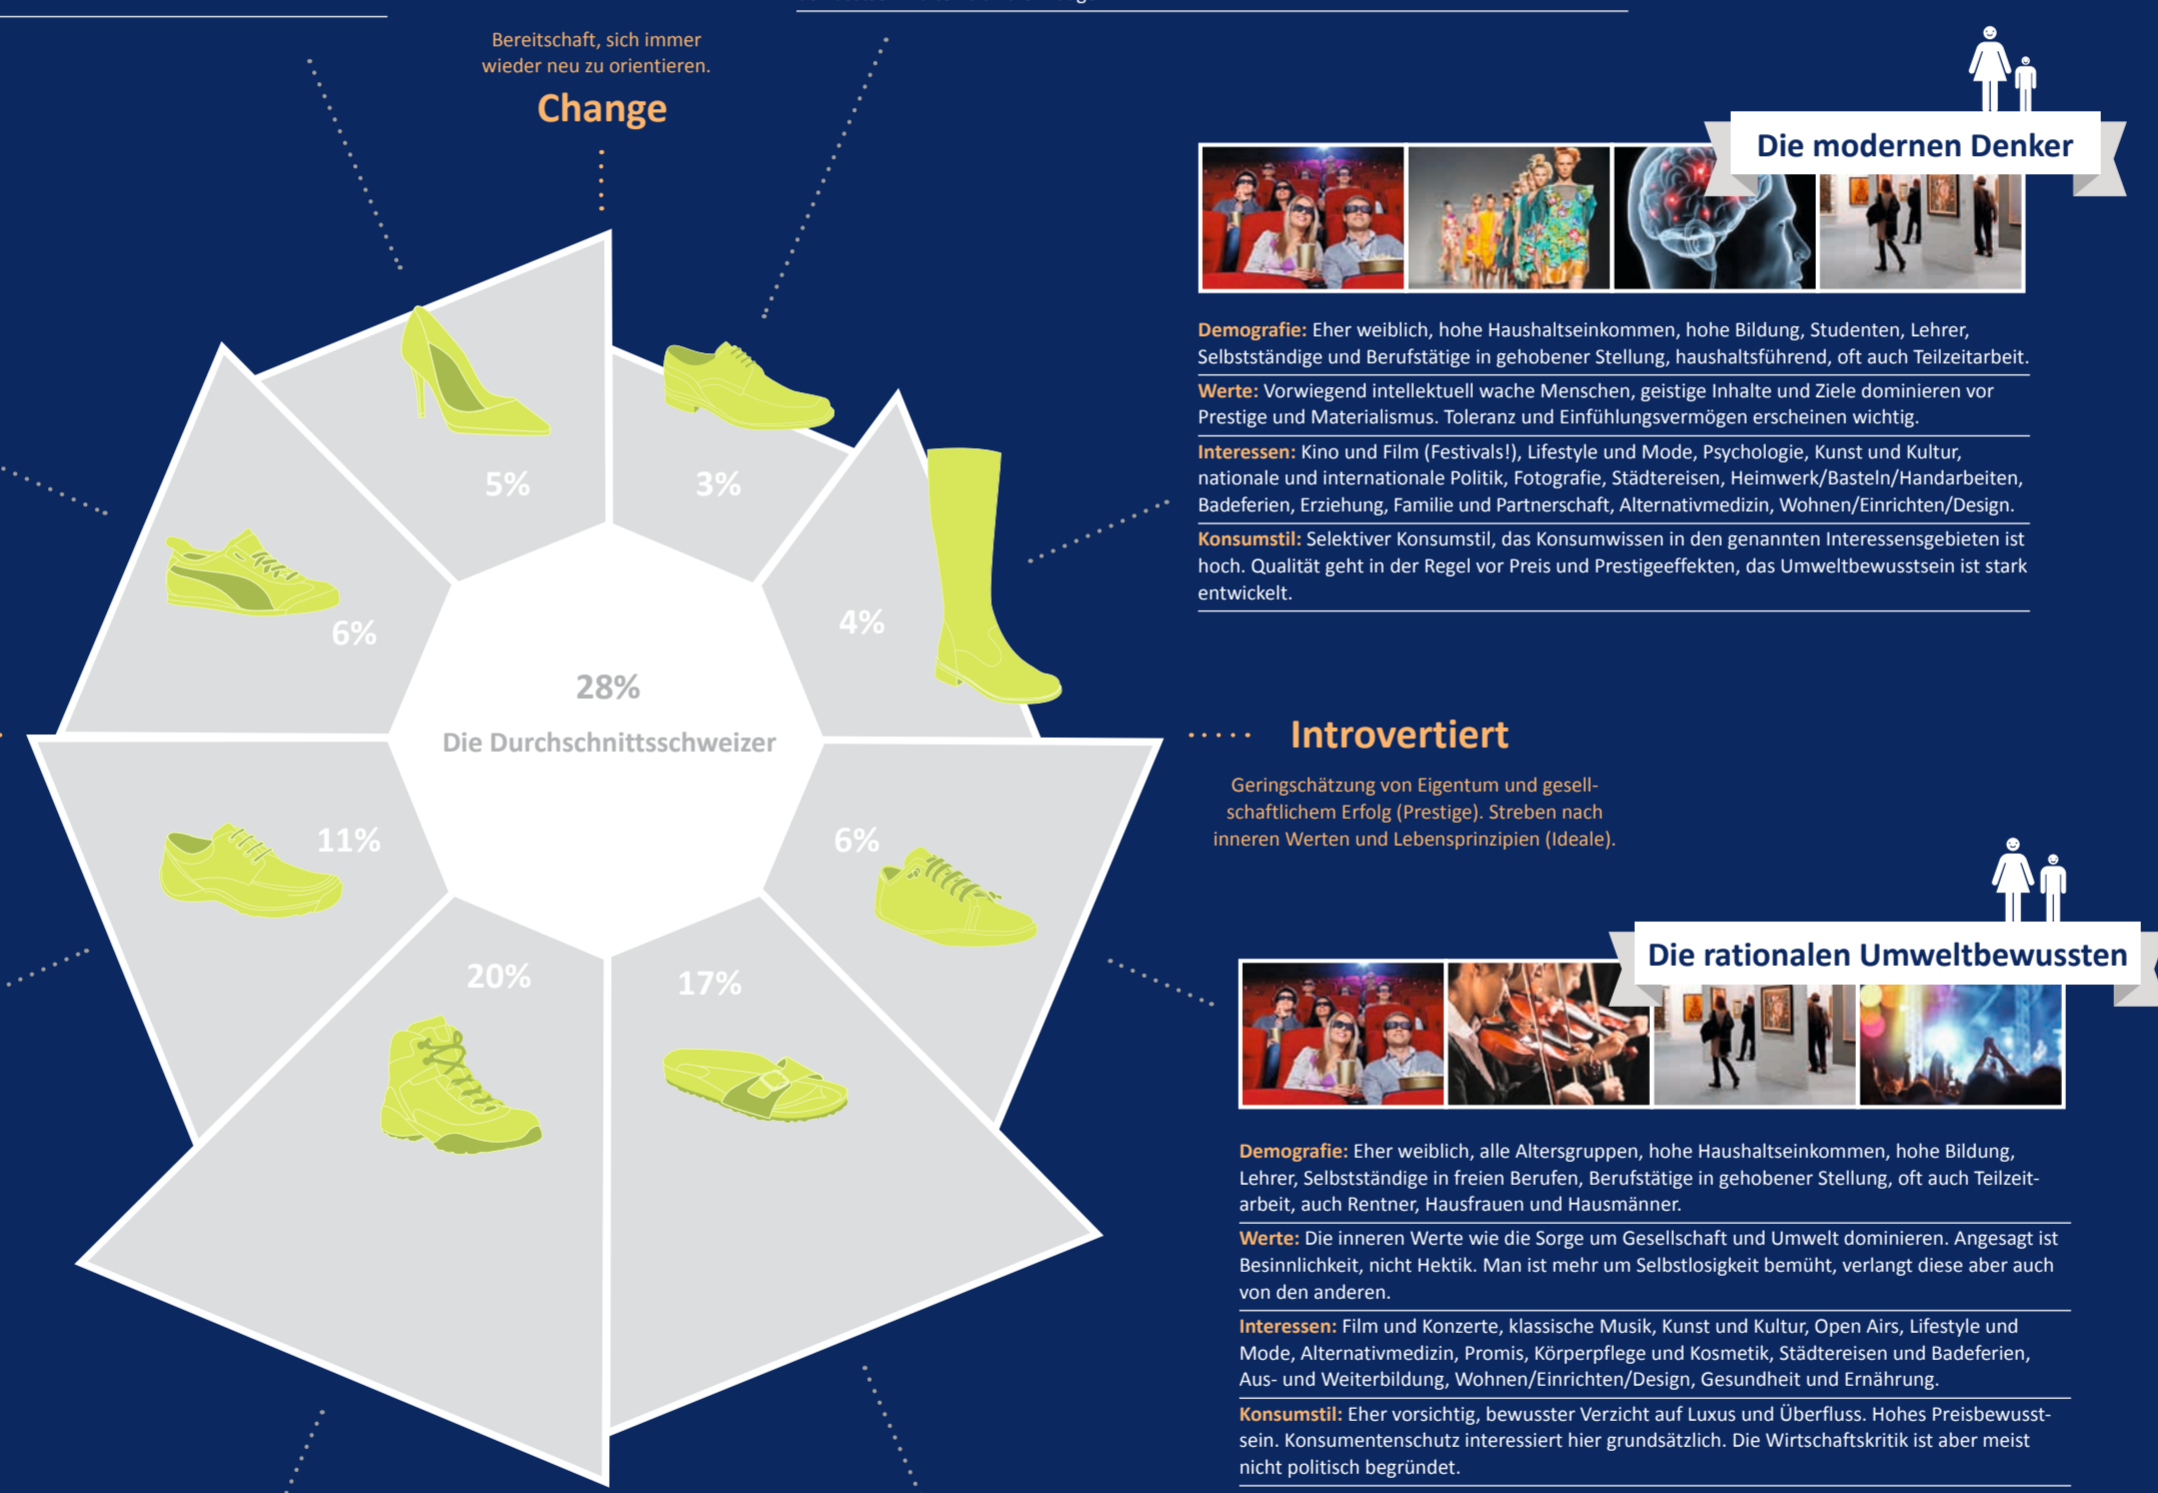 Bereitschaft, sich immer
wieder neu zu orientieren.
Change
Die modernen Denker
Demografie: Eher weiblich, hohe Haushaltseinkommen, hohe Bildung, Studenten, Lehrer,
Selbstständige und Berufstätige in gehobener Stellung, haushaltsführend, oft auch Teilzeitarbeit.
Werte: Vorwiegend intellektuell wache Menschen, geistige Inhalte und Ziele dominieren vor
Prestige und Materialismus. Toleranz und Einfühlungsvermögen erscheinen wichtig.
Interessen: Kino und Film (Festivals!), Lifestyle und Mode, Psychologie, Kunst und Kultur,
nationale und internationale Politik, Fotografie, Städtereisen, Heimwerk/Basteln/Handarbeiten,
Badeferien, Erziehung, Familie und Partnerschaft, Alternativmedizin, Wohnen/Einrichten/Design.
Konsumstil: Selektiver Konsumstil, das Konsumwissen in den genannten Interessensgebieten ist
hoch. Qualität geht in der Regel vor Preis und Prestigeeffekten, das Umweltbewusstsein ist stark
entwickelt.
5%
3%
6%
4%
28%
Die Durchschnittsschweizer
11%
6%
20%
17%
Introvertiert
Geringschätzung von Eigentum und gesell-
schaftlichem Erfolg (Prestige). Streben nach
inneren Werten und Lebensprinzipien (Ideale).
Die rationalen Umweltbewussten
Demografie: Eher weiblich, alle Altersgruppen, hohe Haushaltseinkommen, hohe Bildung,
Lehrer, Selbstständige in freien Berufen, Berufstätige in gehobener Stellung, oft auch Teilzeit-
arbeit, auch Rentner, Hausfrauen und Hausmänner.
Werte: Die inneren Werte wie die Sorge um Gesellschaft und Umwelt dominieren. Angesagt ist
Besinnlichkeit, nicht Hektik. Man ist mehr um Selbstlosigkeit bemüht, verlangt diese aber auch
von den anderen.
Interessen: Film und Konzerte, klassische Musik, Kunst und Kultur, Open Airs, Lifestyle und
Mode, Alternativmedizin, Promis, Körperpflege und Kosmetik, Städtereisen und Badeferien,
Aus- und Weiterbildung, Wohnen/Einrichten/Design, Gesundheit und Ernährung.
Konsumstil: Eher vorsichtig, bewusster Verzicht auf Luxus und Überfluss. Hohes Preisbewusst-
sein. Konsumentenschutz interessiert hier grundsätzlich. Die Wirtschaftskritik ist aber meist
nicht politisch begründet.